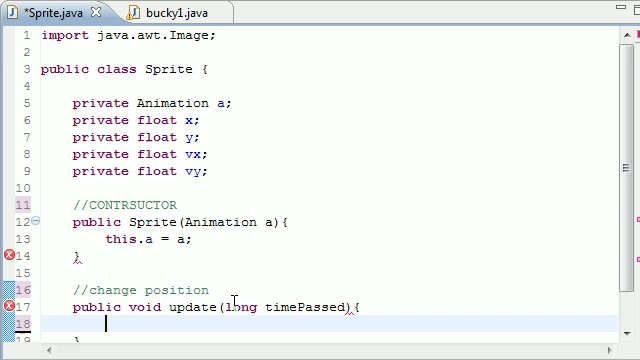 *Sprite.java bucky1.java
1 import java.awt.Image;
2
3 public class Sprite {
4
5 private Animation a;
6 private float x;
7 private float y;
8 private float vx;
9 private float vy;
10
11 //CONTRSUCTOR
12 public Sprite(Animation a){
13 this.a = a;
14 }
15
16 //change position
17 public void update(long timePassed){
18
19 }